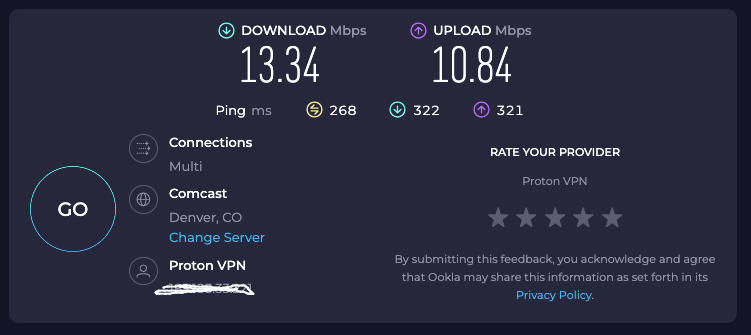 DOWNLOAD Mbps
13.34
UPLOAD Mbps
10.84
Ping ms
268
322
321
GO
Connections
Multi
Comcast
Denver, CO
Change Server
Proton VPN
RATE YOUR PROVIDER
Proton VPN
By submitting this feedback, you acknowledge and agree
that Ookla may share this information as set forth in its
Privacy Policy.